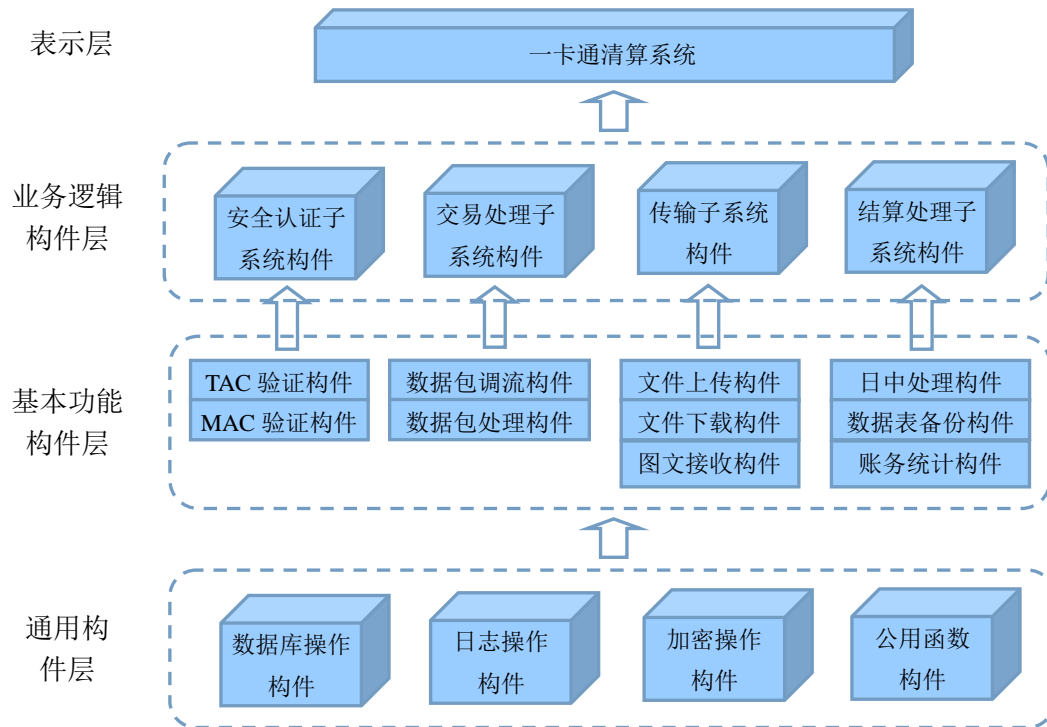 表示层
一卡通清算系统
业务逻辑
构件层
安全认证子
系统构件
交易处理子
系统构件
传输子系统
构件
结算处理子
系统构件
基本功能
构件层
TAC 验证构件
MAC 验证构件
数据包调流构件
数据包处理构件
文件上传构件
文件下载构件
图文接收构件
日中处理构件
数据表备份构件
账务统计构件
通用构
件层
数据库操作
构件
日志操作
构件
加密操作
构件
公用函数
构件